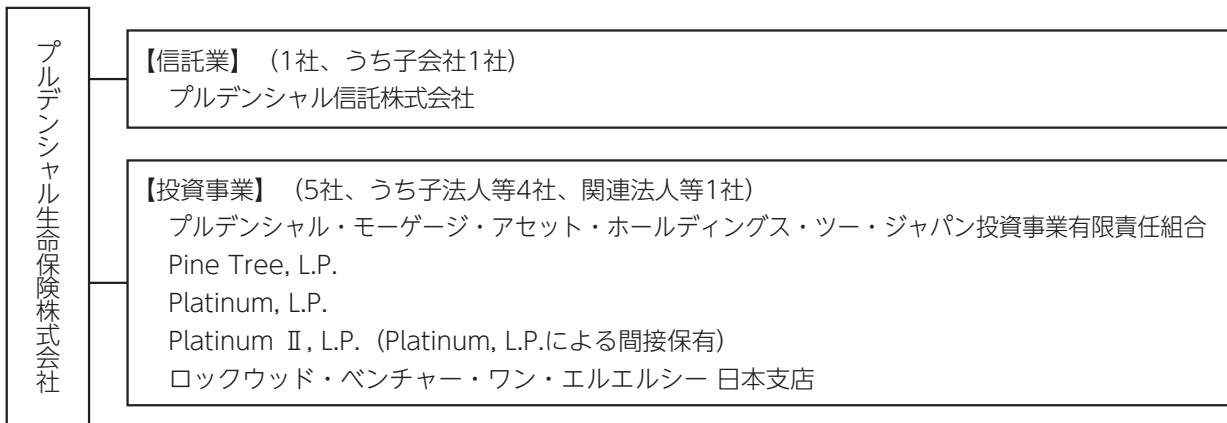 プルデンシャル生命保険株式会社
【信託業】（1社、うち子会社1社）
プルデンシャル信託株式会社
【投資事業】（5社、うち子法人等4社、関連法人等1社）
プルデンシャル・モーゲージ・アセット・ホールディングス・ツー・ジャパン投資事業有限責任組合
Pine Tree, L.P.
Platinum, L.P.
Platinum Ⅱ, L.P.（Platinum, L.P.による間接保有）
ロックウッド・ベンチャー・ワン・エルエルシー 日本支店